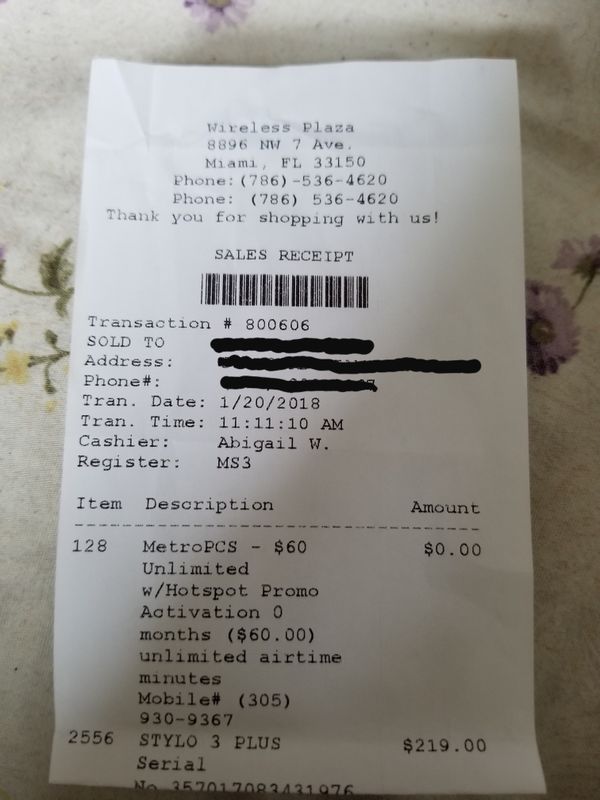 Wireless Plaza
8896 NW 7 Ave.
Miami, FL 33150
Phone: (786)-536-4620
Phone: (786) 536-4620
Thank you for shopping with us!
SALES RECEIPT
Transaction # 800606
SOLD TO
Address:
Phone#:
Tran. Date: 1/20/2018
Tran. Time: 11:11:10 AM
Cashier: Abigail W.
Register: MS3
Item Description Amount
128 MetroPCS - $60 $0.00
Unlimited
w/Hotspot Promo
Activation 0
months ($60.00)
unlimited airtime
minutes
Mobile# (305)
930-9367
2556 STYLO 3 PLUS $219.00
Serial
No 357017083431976